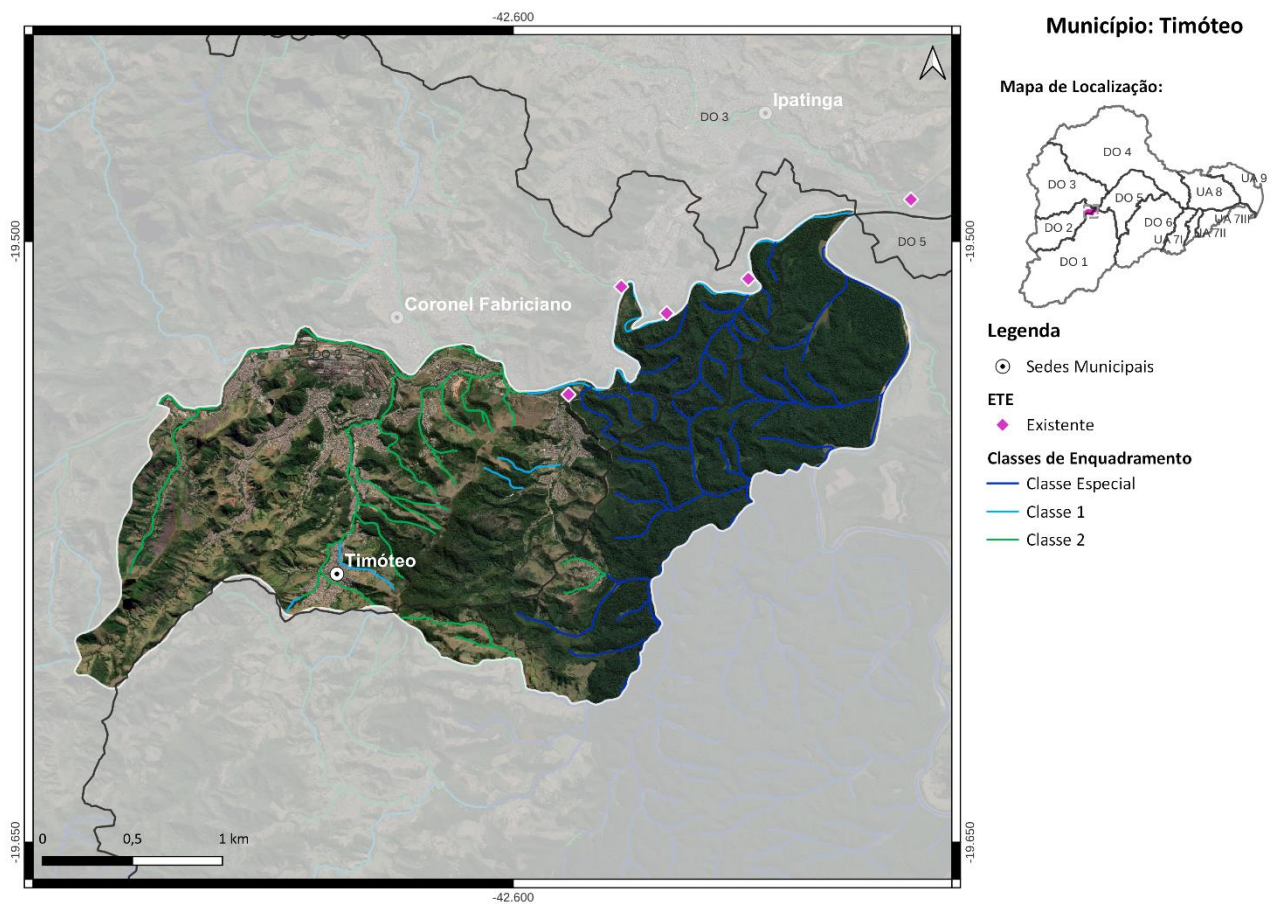 Município: Timóteo
-42.600
Ipatinga
DO 3
DO 5
Coronel Fabriciano
DO 2
Timóteo
-19.500
-19.500
-19.650
-19.650
0 0,5 1 km
-42.600
Mapa de Localização:
DO 4
DO 3
UA 9
DO 5
UA 8
DO 2
DO 6
UA 7III
UA 7II
UA 7I
DO 1
Legenda
Sedes Municipais
ETE
Existente
Classes de Enquadramento
Classe Especial
Classe 1
Classe 2